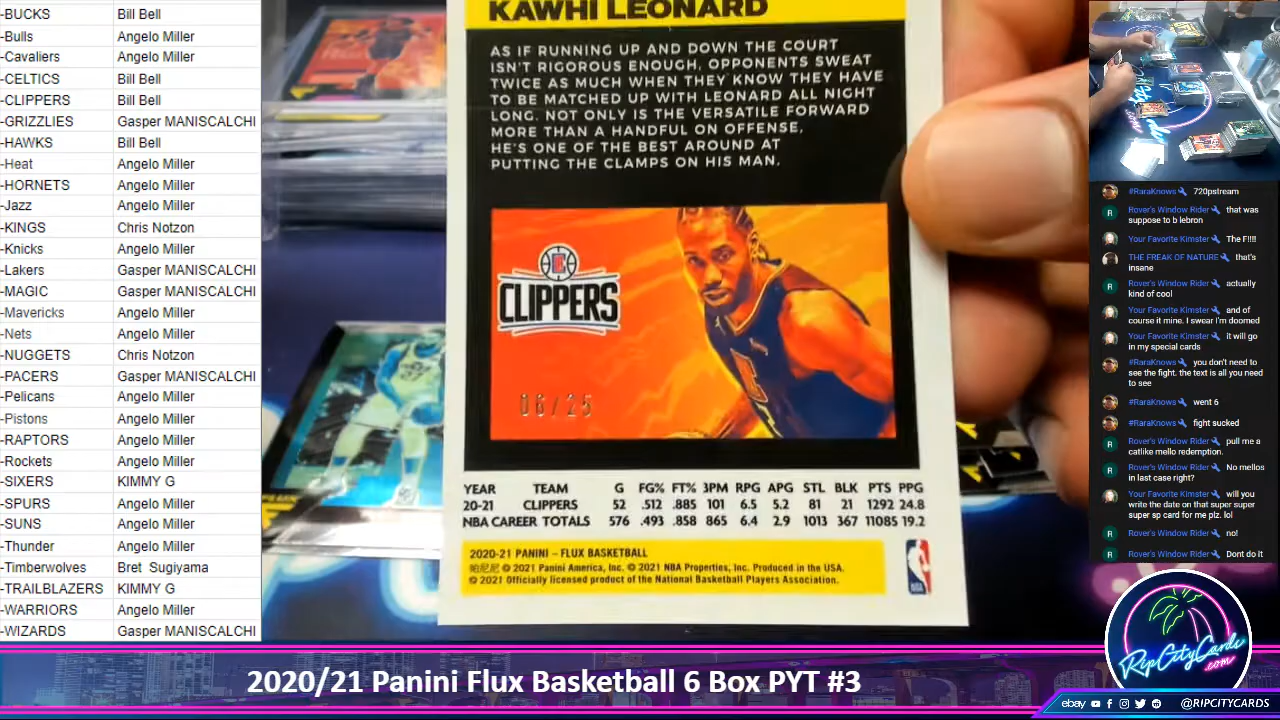 -BUCKS Bill Bell
-Bulls Angelo Miller
-Cavaliers Angelo Miller
-CELTICS Bill Bell
-CLIPPERS Bill Bell
-GRIZZLIES Gasper MANISCALCHI
-HAWKS Bill Bell
-Heat Angelo Miller
-HORNETS Angelo Miller
-Jazz Angelo Miller
-KINGS Chris Notzon
-Knicks Angelo Miller
-Lakers Gasper MANISCALCHI
-MAGIC Gasper MANISCALCHI
-Mavericks Angelo Miller
-Nets Angelo Miller
-NUGGETS Chris Notzon
-PACERS Gasper MANISCALCHI
-Pelicans Angelo Miller
-Pistons Angelo Miller
-RAPTORS Angelo Miller
-Rockets Angelo Miller
-SIXERS KIMMY G
-SPURS Angelo Miller
-SUNS Angelo Miller
-Thunder Angelo Miller
-Timberwolves Bret Sugiyama
-TRAILBLAZERS KIMMY G
-WARRIORS Angelo Miller
-WIZARDS Gasper MANISCALCHI
KAWHI LEONARD
AS IF RUNNING UP AND DOWN THE COURT
ISN'T RIGOROUS ENOUGH, OPPONENTS SWEAT
TWICE AS MUCH WHEN THEY KNOW THEY HAVE
TO BE MATCHED UP WITH LEONARD ALL NIGHT
LONG. NOT ONLY IS THE VERSATILE FORWARD
MORE THAN A HANDFUL ON OFFENSE,
HE'S ONE OF THE BEST AROUND AT
PUTTING THE CLAMPS ON HIS MAN.
CLIPPERS
06/25
YEAR TEAM G FG% FT% 3PM RPG APG STL BLK PTS PPG
20-21 CLIPPERS 52 .512 .885 101 6.5 5.2 81 21 1292 24.8
NBA CAREER TOTALS 576 .493 .858 865 6.4 2.9 1013 367 11085 19.2
2020-21 PANINI – FLUX BASKETBALL
哈尼尼 © 2021 Panini America, Inc. © 2021 NBA Properties, Inc. Produced in the USA.
© 2021 Officially licensed product of the National Basketball Players Association.
#RaraKnows 720pstream
Rover's Window Rider that was
suppose to b lebron
Your Favorite Kimster The F!!!!
THE FREAK OF NATURE that's
insane
Rover's Window Rider actually
kind of cool
Your Favorite Kimster and of
course it mine. I swear I'm doomed
Your Favorite Kimster it will go
in my special cards
#RaraKnows you don't need to
see the fight. the text is all you need
to see
#RaraKnows went 6
#RaraKnows fight sucked
Rover's Window Rider pull me a
catlike mello redemption.
Rover's Window Rider No mellos
in last case right?
Your Favorite Kimster will you
write the date on that super super
super sp card for me plz. lol
Rover's Window Rider no!
Rover's Window Rider Dont do it
RipCityCards
.com
2020/21 Panini Flux Basketball 6 Box PYT #3
ebay @RIPCITYCARDS